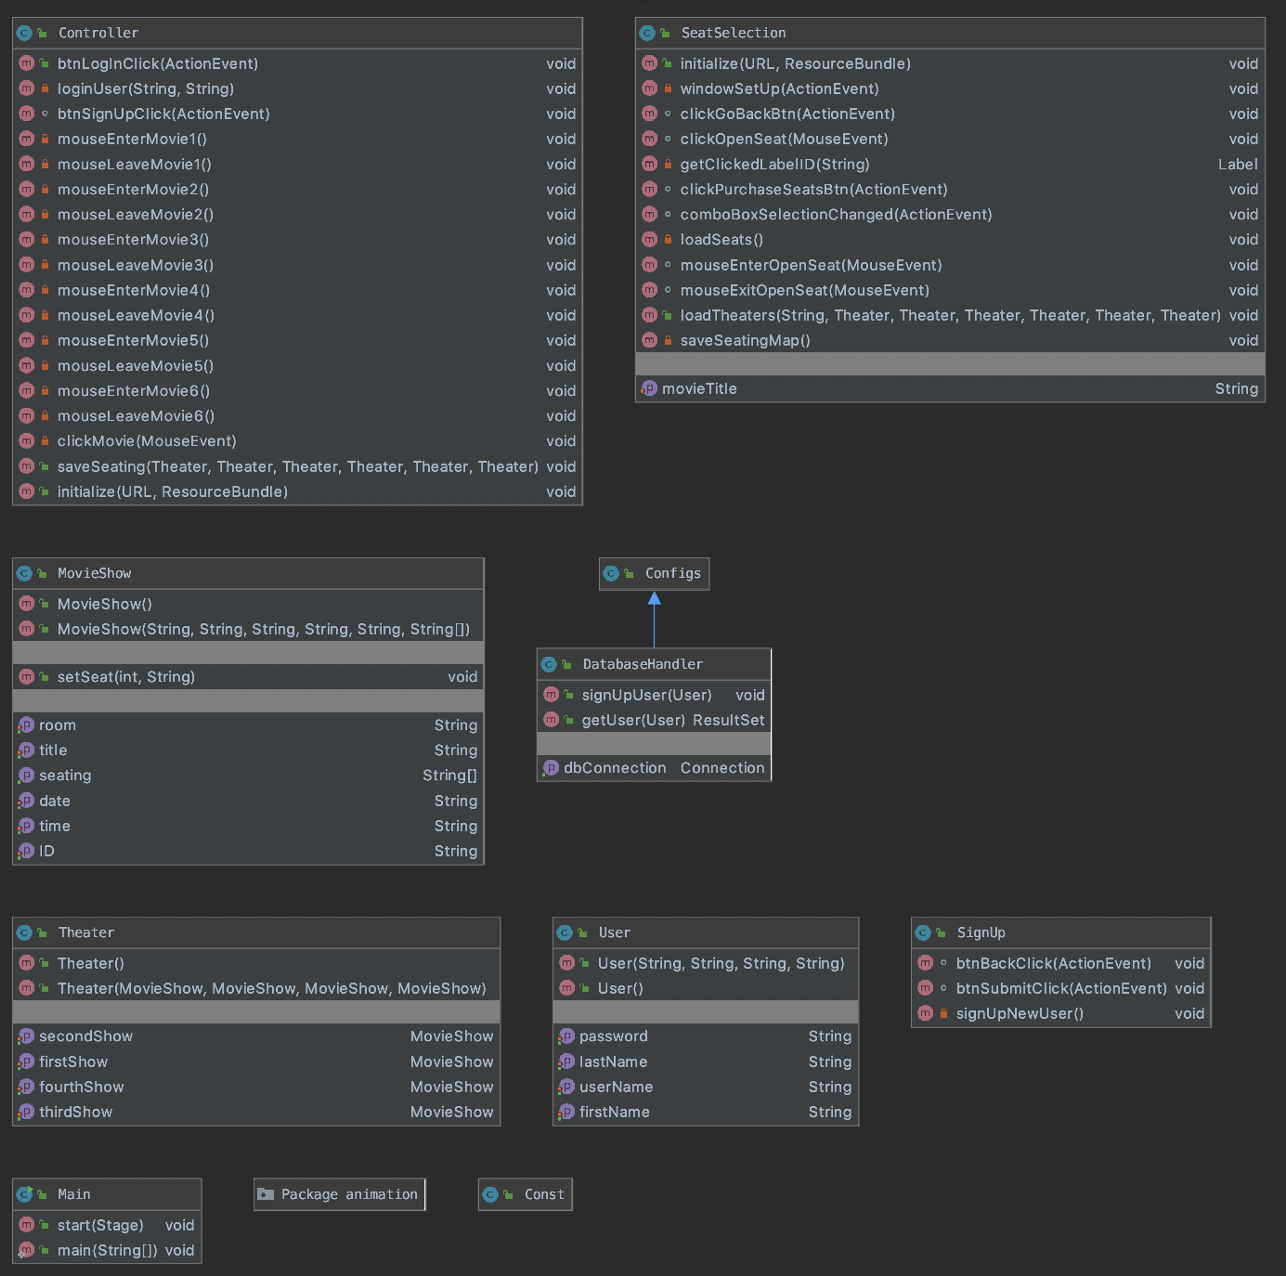 Controller
btnLogInClick(ActionEvent) void
loginUser(String, String) void
btnSignUpClick(ActionEvent) void
mouseEnterMovie1() void
mouseLeaveMovie1() void
mouseEnterMovie2() void
mouseLeaveMovie2() void
mouseEnterMovie3() void
mouseLeaveMovie3() void
mouseEnterMovie4() void
mouseLeaveMovie4() void
mouseEnterMovie5() void
mouseLeaveMovie5() void
mouseEnterMovie6() void
mouseLeaveMovie6() void
clickMovie(MouseEvent) void
saveSeating(Theater, Theater, Theater, Theater, Theater, Theater) void
initialize(URL, ResourceBundle) void
SeatSelection
initialize(URL, ResourceBundle) void
windowSetUp(ActionEvent) void
clickGoBackBtn(ActionEvent) void
clickOpenSeat(MouseEvent) void
getClickedLabelID(String) Label
clickPurchaseSeatsBtn(ActionEvent) void
comboBoxSelectionChanged(ActionEvent) void
loadSeats() void
mouseEnterOpenSeat(MouseEvent) void
mouseExitOpenSeat(MouseEvent) void
loadTheaters(String, Theater, Theater, Theater, Theater, Theater, Theater) void
saveSeatingMap() void
movieTitle String
MovieShow
MovieShow()
MovieShow(String, String, String, String, String, String[])
setSeat(int, String) void
room String
title String
seating String[]
date String
time String
ID String
Configs
DatabaseHandler
signUpUser(User) void
getUser(User) ResultSet
dbConnection Connection
Theater
Theater()
Theater(MovieShow, MovieShow, MovieShow, MovieShow)
secondShow MovieShow
firstShow MovieShow
fourthShow MovieShow
thirdShow MovieShow
User
User(String, String, String, String)
User()
password String
lastName String
userName String
firstName String
SignUp
btnBackClick(ActionEvent) void
btnSubmitClick(ActionEvent) void
signUpNewUser() void
Main
start(Stage) void
main(String[]) void
Package animation
Const